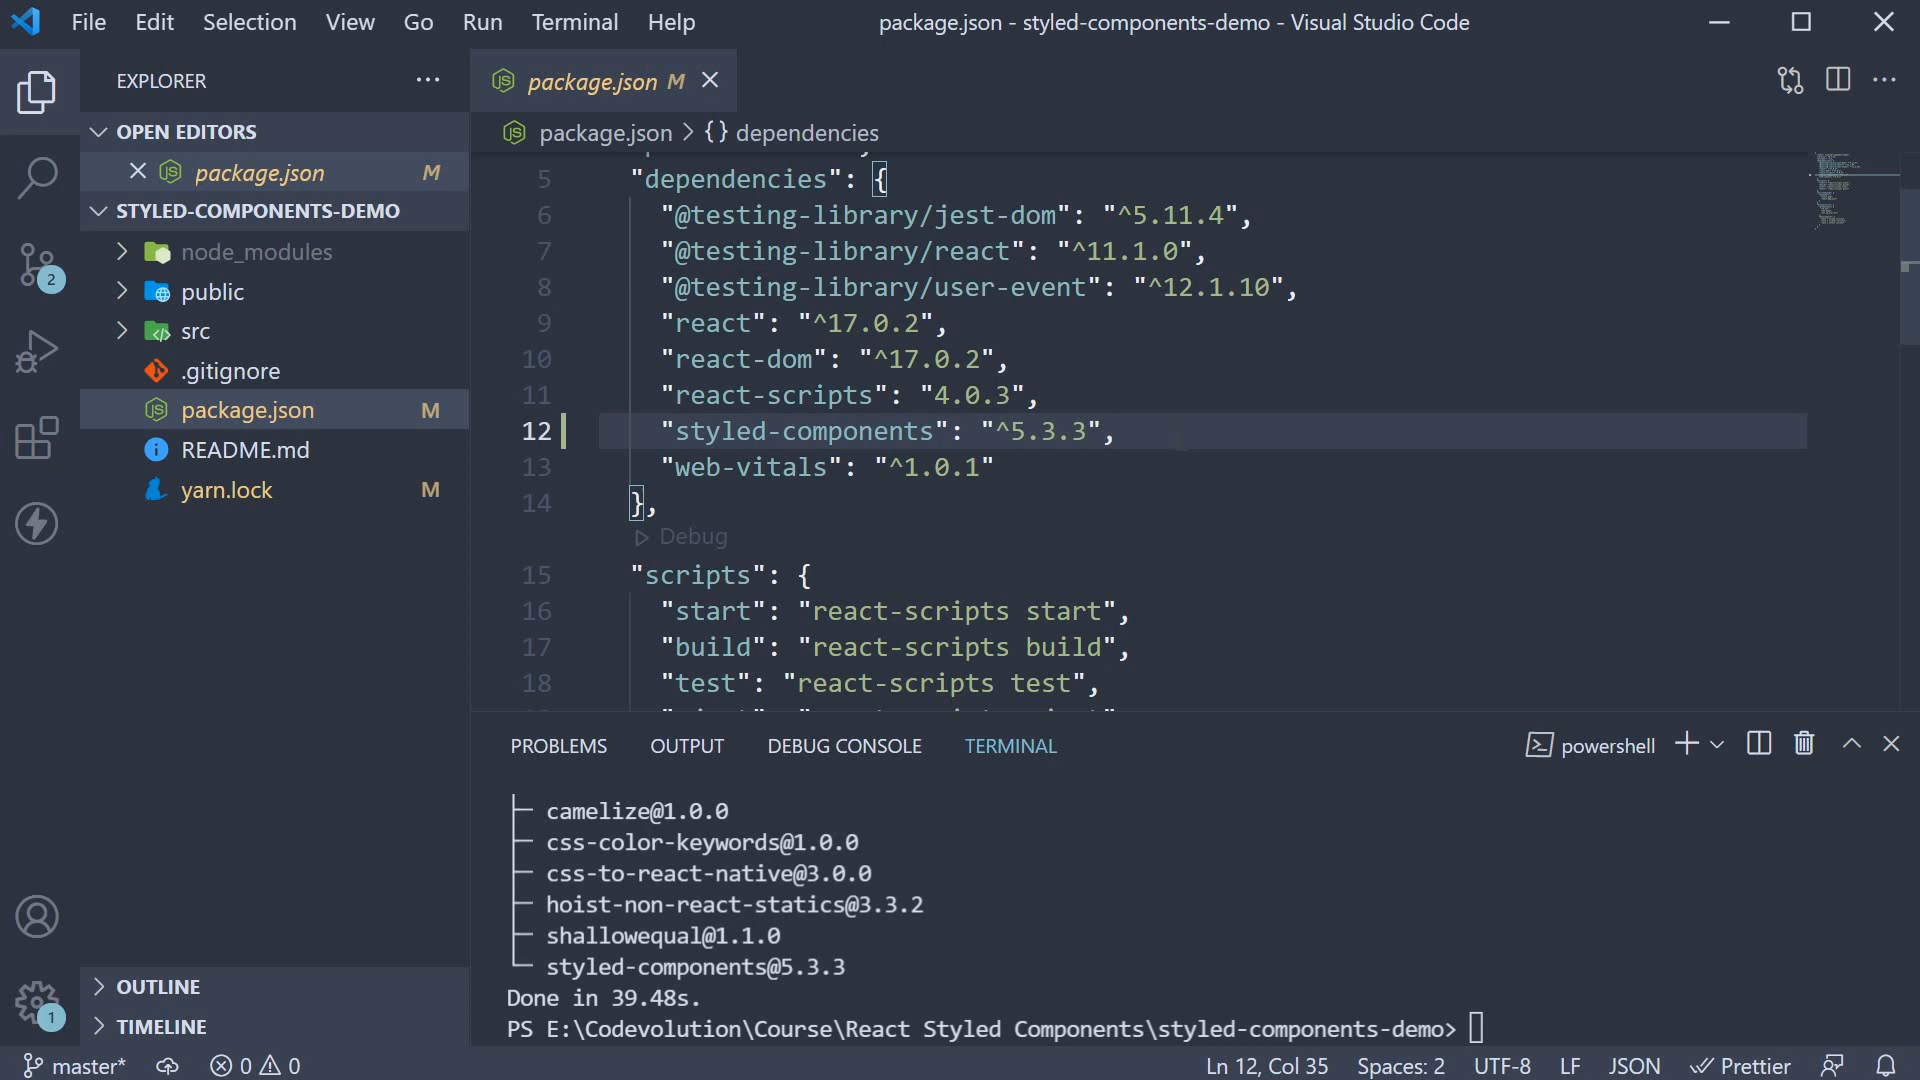 File Edit Selection View Go Run Terminal Help
package.json - styled-components-demo - Visual Studio Code
EXPLORER
OPEN EDITORS
package.json M
STYLED-COMPONENTS-DEMO
node_modules
public
src
.gitignore
package.json M
README.md
yarn.lock M
OUTLINE
TIMELINE
2
1
package.json M
package.json > {} dependencies
5 "dependencies": {
6 "@testing-library/jest-dom": "^5.11.4",
7 "@testing-library/react": "^11.1.0",
8 "@testing-library/user-event": "^12.1.10",
9 "react": "^17.0.2",
10 "react-dom": "^17.0.2",
11 "react-scripts": "4.0.3",
12 "styled-components": "^5.3.3",
13 "web-vitals": "^1.0.1"
14 },
Debug
15 "scripts": {
16 "start": "react-scripts start",
17 "build": "react-scripts build",
18 "test": "react-scripts test",
PROBLEMS OUTPUT DEBUG CONSOLE TERMINAL
powershell
├─ camelize@1.0.0
├─ css-color-keywords@1.0.0
├─ css-to-react-native@3.0.0
├─ hoist-non-react-statics@3.3.2
├─ shallowequal@1.1.0
└─ styled-components@5.3.3
Done in 39.48s.
PS E:\Codevolution\Course\React Styled Components\styled-components-demo>
master* 0 0
Ln 12, Col 35 Spaces: 2 UTF-8 LF JSON Prettier